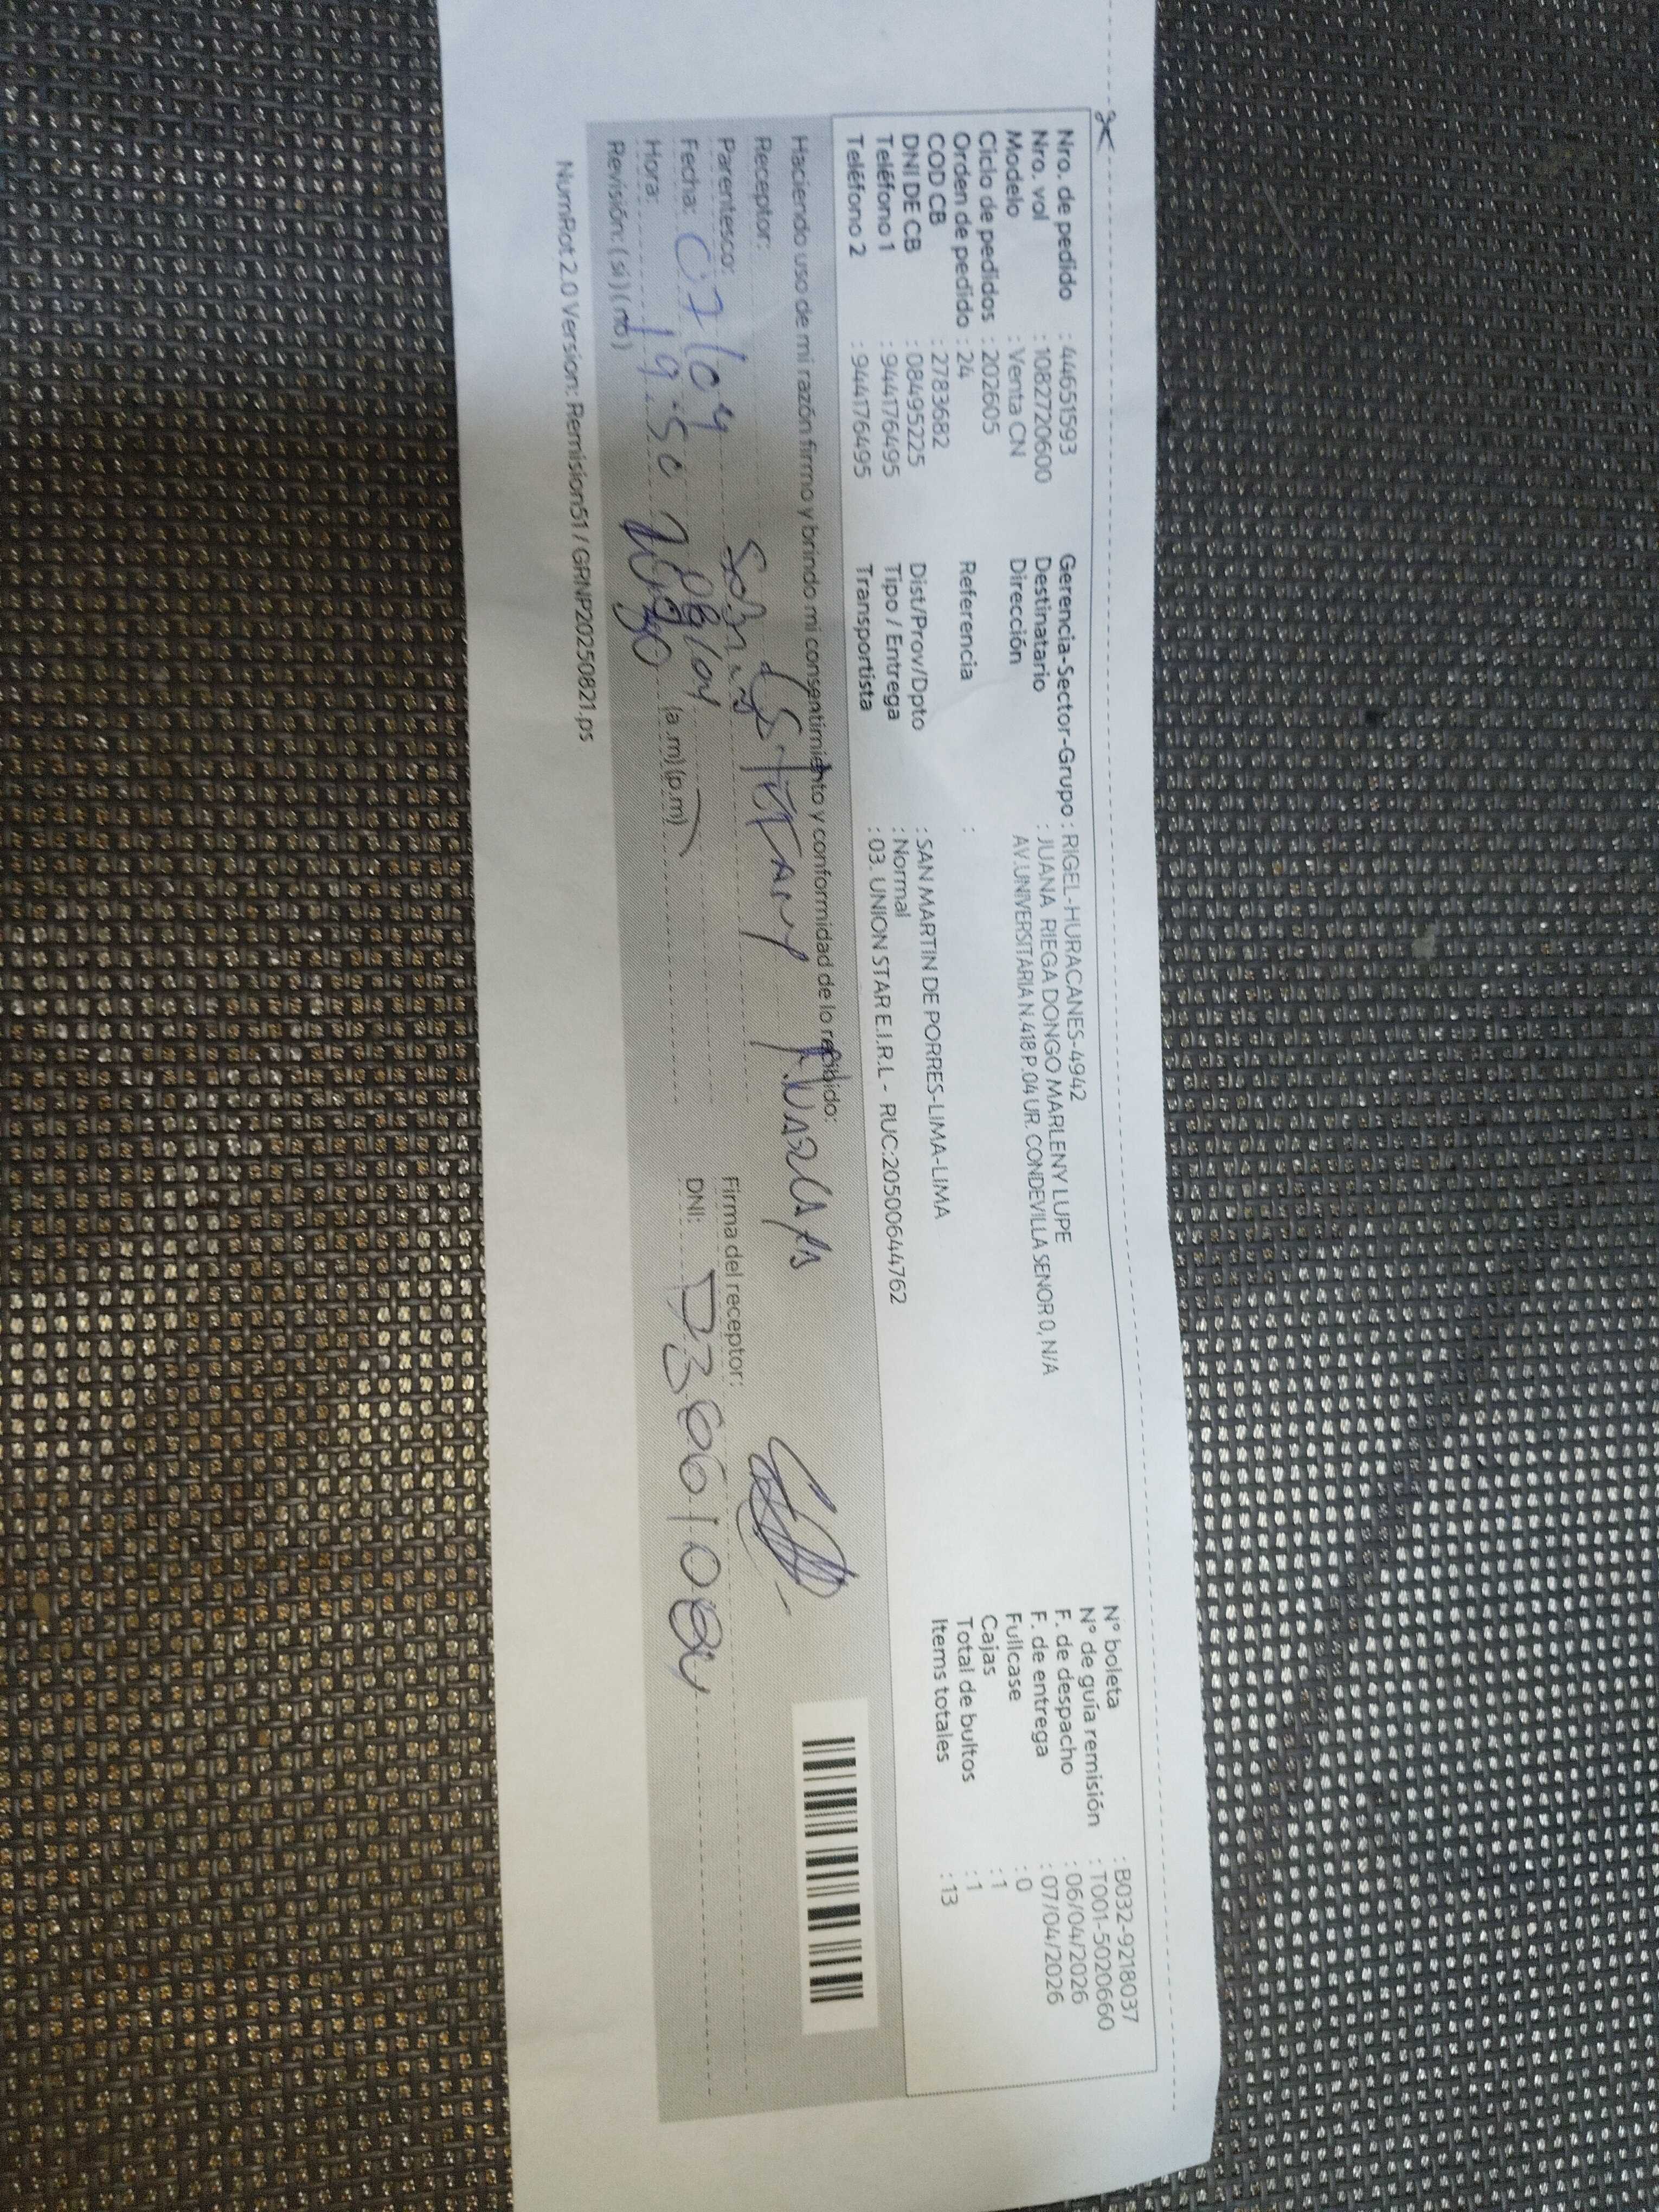 Nro. de pedido : 44651593
Nro. vol : 1082720600
Modelo : Venta CN
Ciclo de pedidos : 202605
Orden de pedido : 24
COD CB : 2783682
DNI DE CB : 08495225
Teléfono 1 : 944176495
Teléfono 2 : 944176495
Gerencia-Sector-Grupo : RIGEL-HURACANES-4942
Destinatario : JUANA RIEGA DONGO MARLENY LUPE
Dirección AV.UNIVERSITARIA N.418 P.04 UR. CONDEVILLA SENOR 0, N/A
Referencia :
Dist/Prov/Dpto : SAN MARTIN DE PORRES-LIMA-LIMA
Tipo / Entrega : Normal
Transportista : 03. UNION STAR E.I.R.L - RUC:20500644762
N° boleta : B032-92180037
N° de guía remisión : T001-5020660
F. de despacho : 06/04/2026
F. de entrega : 07/04/2026
Fullcase : 0
Cajas : 1
Total de bultos : 1
Items totales : 13
Haciendo uso de mi razón firmo y brindo mi consentimiento y conformidad de lo recibido:
Receptor:
Parentesco:
Fecha: 07/04 08/04
Hora: 19:50 (a.m) (p.m)
Revisión: ( si ) ( no )
Firma del receptor:
DNI:
NumRot 2.0 Version: Remision51 / GRNP20250821.ps